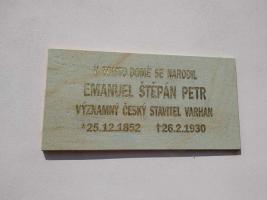 V TOMTO DOMĚ SE NARODIL
EMANUEL ŠTĚPÁN PETR
VÝZNAMNÝ ČESKÝ STAVITEL VARHAN
*25.12.1852 †26.2.1930